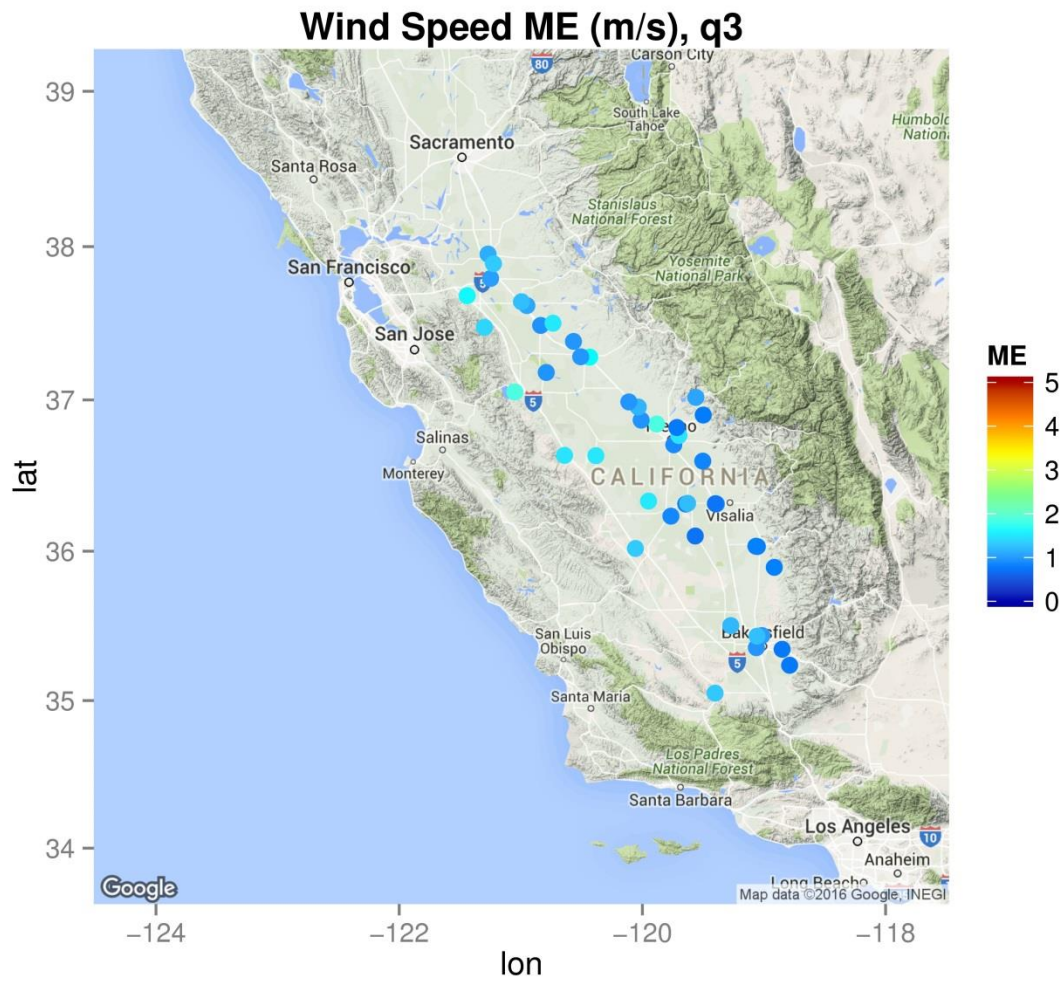 Wind Speed ME (m/s), q3
Carson City
80
39
South Lake
Tahoe
Sacramento
Santa Rosa
Stanislaus
National Forest
38
San Francisco
Yosemite
National Park
5
San Jose
ME
5
4
3
2
1
0
37
5
Salinas
Monterey
CALIFORNIA
Visalia
lat
36
San Luis
Obispo
5
Santa Maria
35
Los Padres
National Forest
Santa Barbara
Los Angeles
10
34
Anaheim
Long Beach
Google
Map data ©2016 Google, INEGI
−124
−122
−120
−118
lon